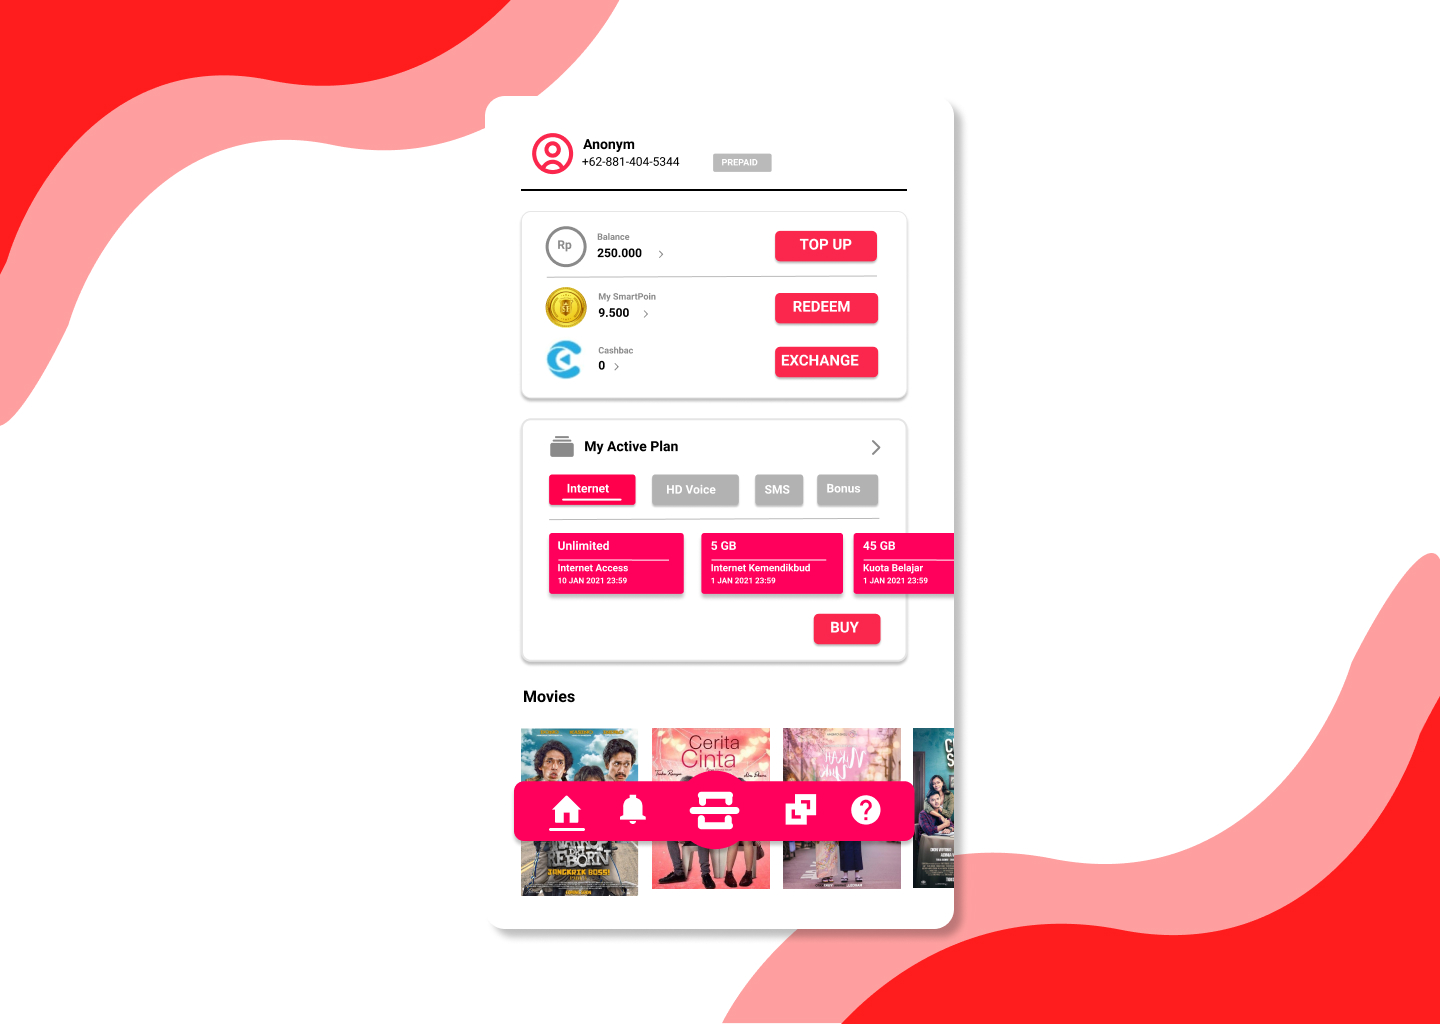 Anonym
+62-881-404-5344
PREPAID
Rp
Balance
250.000
TOP UP
My SmartPoin
9.500
REDEEM
Cashbac
0
EXCHANGE
My Active Plan
Internet
HD Voice
SMS
Bonus
Unlimited
Internet Access
10 JAN 2021 23:59
5 GB
Internet Kemendikbud
1 JAN 2021 23:59
45 GB
Kuota Belajar
1 JAN 2021 23:59
BUY
Movies
Cerita
Cinta
REBORN
JANGKRIK BOSS!